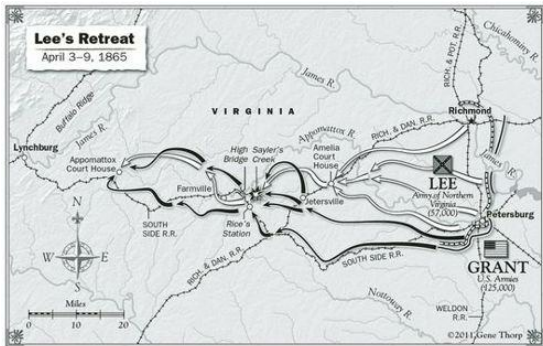 Lee's Retreat
April 3–9, 1865
Chicahominy R.
RICH. & POT. R.R.
James R.
Buffalo Ridge
James R.
VIRGINIA
Richmond
Appomattox R.
RICH. & DAN. R.R.
Lynchburg
High
Bridge
Sayler's
Creek
Amelia
Court
House
James R.
Appomattox
Court House
LEE
Army of Northern
Virginia
(57,000)
Farmville
Jetersville
Petersburg
Rice's
Station
N
SOUTH
SIDE R.R.
W
E
S
RICH. & DAN. R.R.
SOUTH SIDE R.R.
GRANT
U.S. Armies
(125,000)
Miles
0 10 20
Nottoway R.
WELDON
R.R.
©2011 Gene Thorp